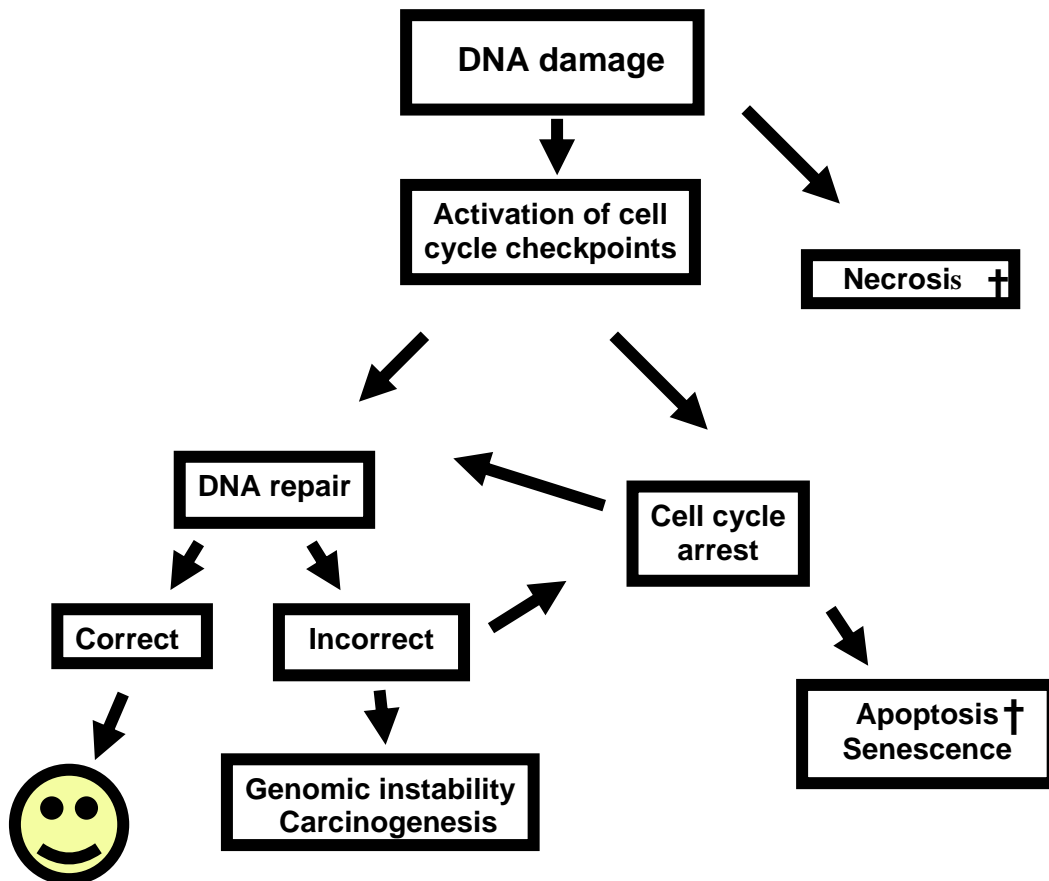 DNA damage
Activation of cell
cycle checkpoints
Necrosis †
DNA repair
Cell cycle
arrest
Correct
Incorrect
Apoptosis †
Senescence
Genomic instability
Carcinogenesis